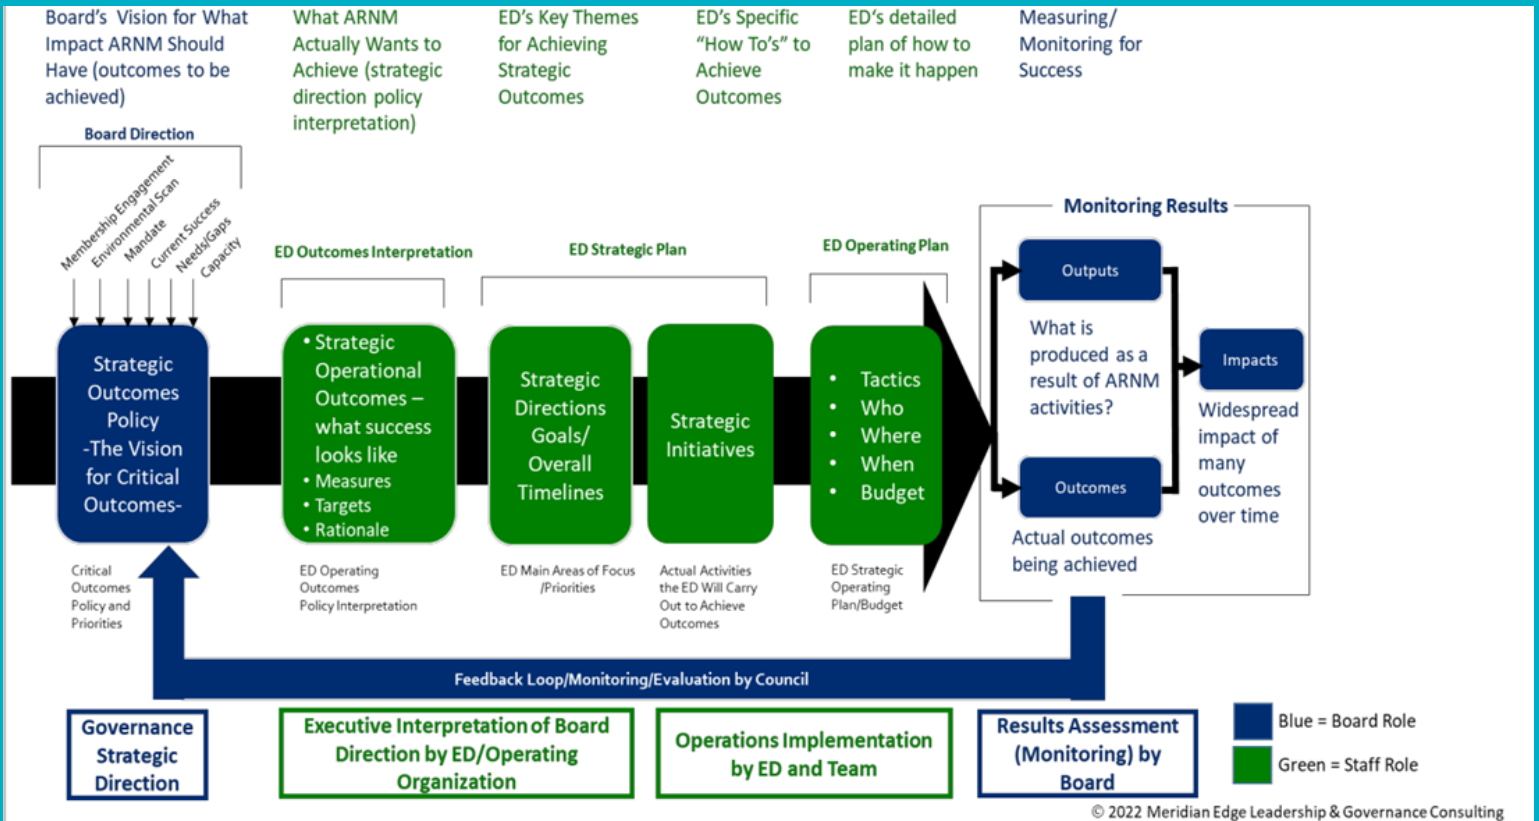 Board’s Vision for What
Impact ARNM Should
Have (outcomes to be
achieved)
What ARNM
Actually Wants to
Achieve (strategic
direction policy
interpretation)
ED’s Key Themes
for Achieving
Strategic
Outcomes
ED’s Specific
“How To’s” to
Achieve
Outcomes
ED‘s detailed
plan of how to
make it happen
Measuring/
Monitoring for
Success
Board Direction
Membership Engagement
Environmental Scan
Mandate
Current Success
Needs/Gaps
Capacity
ED Outcomes Interpretation
ED Strategic Plan
ED Operating Plan
Monitoring Results
Strategic
Outcomes
Policy
-The Vision
for Critical
Outcomes-
• Strategic
Operational
Outcomes –
what success
looks like
• Measures
• Targets
• Rationale
Strategic
Directions
Goals/
Overall
Timelines
Strategic
Initiatives
• Tactics
• Who
• Where
• When
• Budget
Outputs
What is
produced as a
result of ARNM
activities?
Outcomes
Actual outcomes
being achieved
Impacts
Widespread
impact of
many
outcomes
over time
Critical
Outcomes
Policy and
Priorities
ED Operating
Outcomes
Policy Interpretation
ED Main Areas of Focus
/Priorities
Actual Activities
the ED Will Carry
Out to Achieve
Outcomes
ED Strategic
Operating
Plan/Budget
Feedback Loop/Monitoring/Evaluation by Council
Governance
Strategic
Direction
Executive Interpretation of Board
Direction by ED/Operating
Organization
Operations Implementation
by ED and Team
Results Assessment
(Monitoring) by
Board
Blue = Board Role
Green = Staff Role
© 2022 Meridian Edge Leadership & Governance Consulting